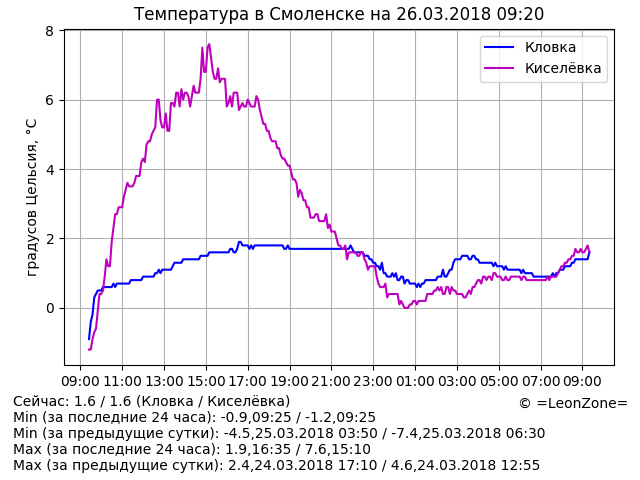 Температура в Смоленске на 26.03.2018 09:20
градусов Цельсия, °C
8
6
4
2
0
Кловка
Киселёвка
09:00 11:00 13:00 15:00 17:00 19:00 21:00 23:00 01:00 03:00 05:00 07:00 09:00
Сейчас: 1.6 / 1.6 (Кловка / Киселёвка)
© =LeonZone=
Min (за последние 24 часа): -0.9,09:25 / -1.2,09:25
Min (за предыдущие сутки): -4.5,25.03.2018 03:50 / -7.4,25.03.2018 06:30
Max (за последние 24 часа): 1.9,16:35 / 7.6,15:10
Max (за предыдущие сутки): 2.4,24.03.2018 17:10 / 4.6,24.03.2018 12:55